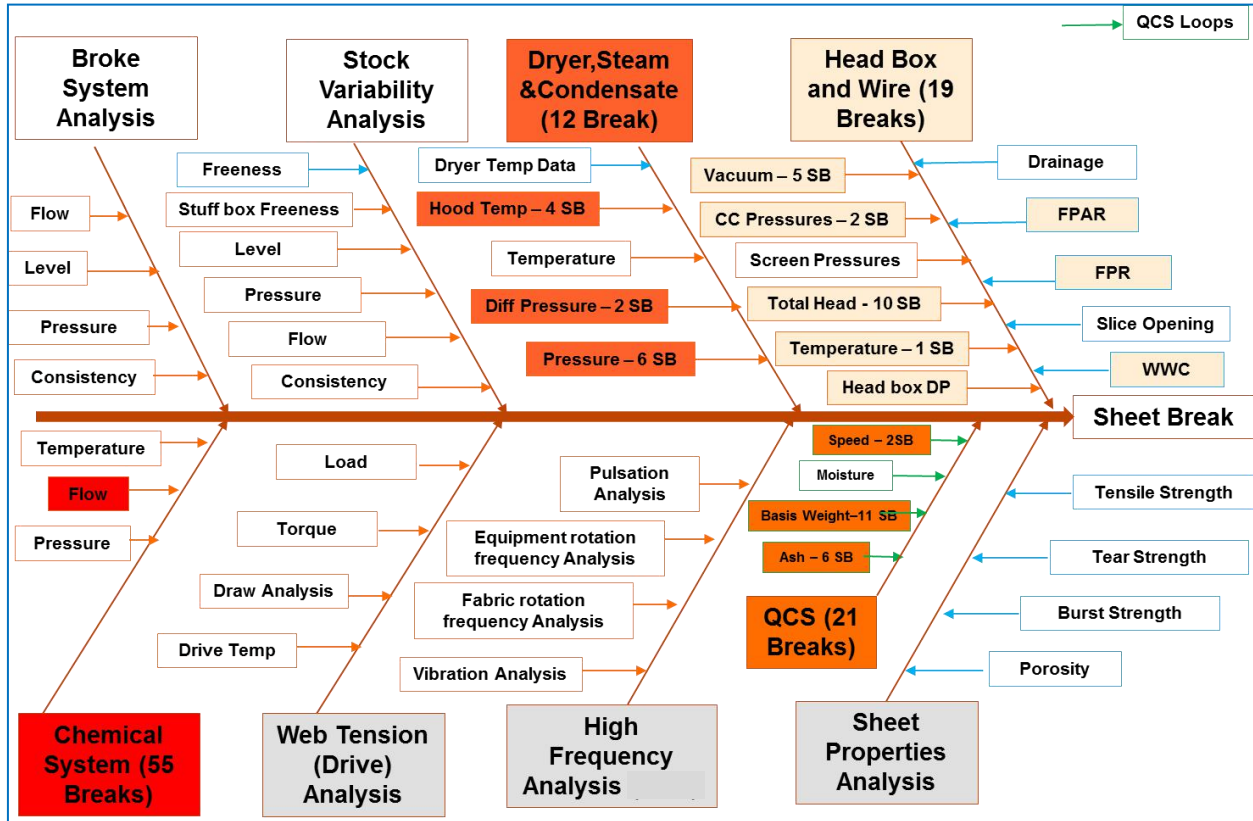 QCS Loops
Broke
System
Analysis
Stock
Variability
Analysis
Dryer,Steam
&Condensate
(12 Break)
Head Box
and Wire (19
Breaks)
Flow
Level
Pressure
Consistency
Freeness
Stuff box Freeness
Level
Pressure
Flow
Consistency
Dryer Temp Data
Hood Temp – 4 SB
Temperature
Diff Pressure – 2 SB
Pressure – 6 SB
Vacuum – 5 SB
CC Pressures – 2 SB
Screen Pressures
Total Head - 10 SB
Temperature – 1 SB
Head box DP
Drainage
FPAR
FPR
Slice Opening
WWC
Sheet Break
Temperature
Flow
Pressure
Load
Torque
Draw Analysis
Drive Temp
Pulsation
Analysis
Equipment rotation
frequency Analysis
Fabric rotation
frequency Analysis
Vibration Analysis
Speed – 2SB
Moisture
Basis Weight–11 SB
Ash – 6 SB
QCS (21
Breaks)
Tensile Strength
Tear Strength
Burst Strength
Porosity
Chemical
System (55
Breaks)
Web Tension
(Drive)
Analysis
High
Frequency
Analysis
Sheet
Properties
Analysis